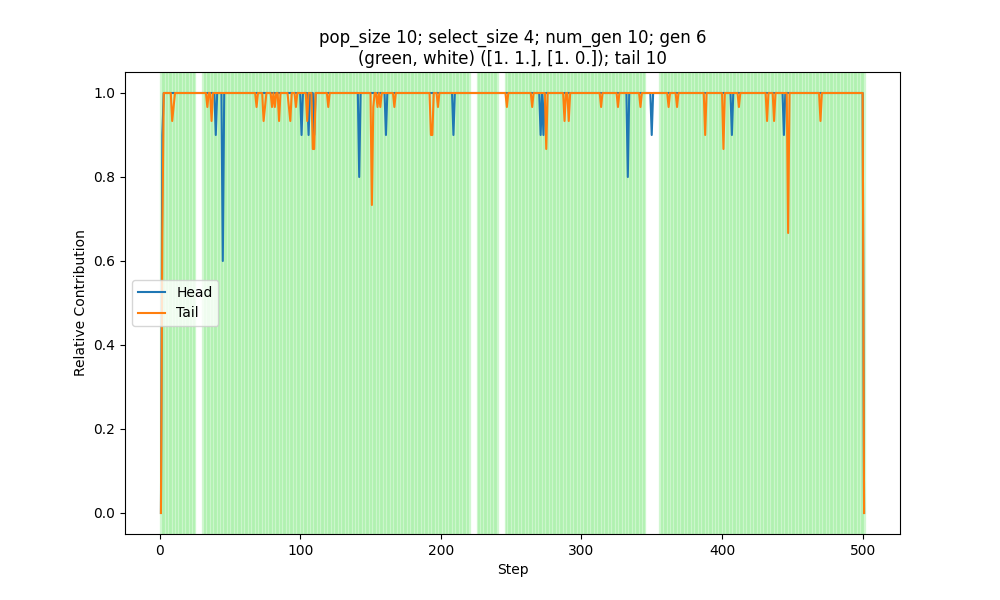 pop_size 10; select_size 4; num_gen 10; gen 6
(green, white) ([1. 1.], [1. 0.]); tail 10
1.0
0.8
0.6
0.4
0.2
0.0
Relative Contribution
Head
Tail
0
100
200
300
400
500
Step